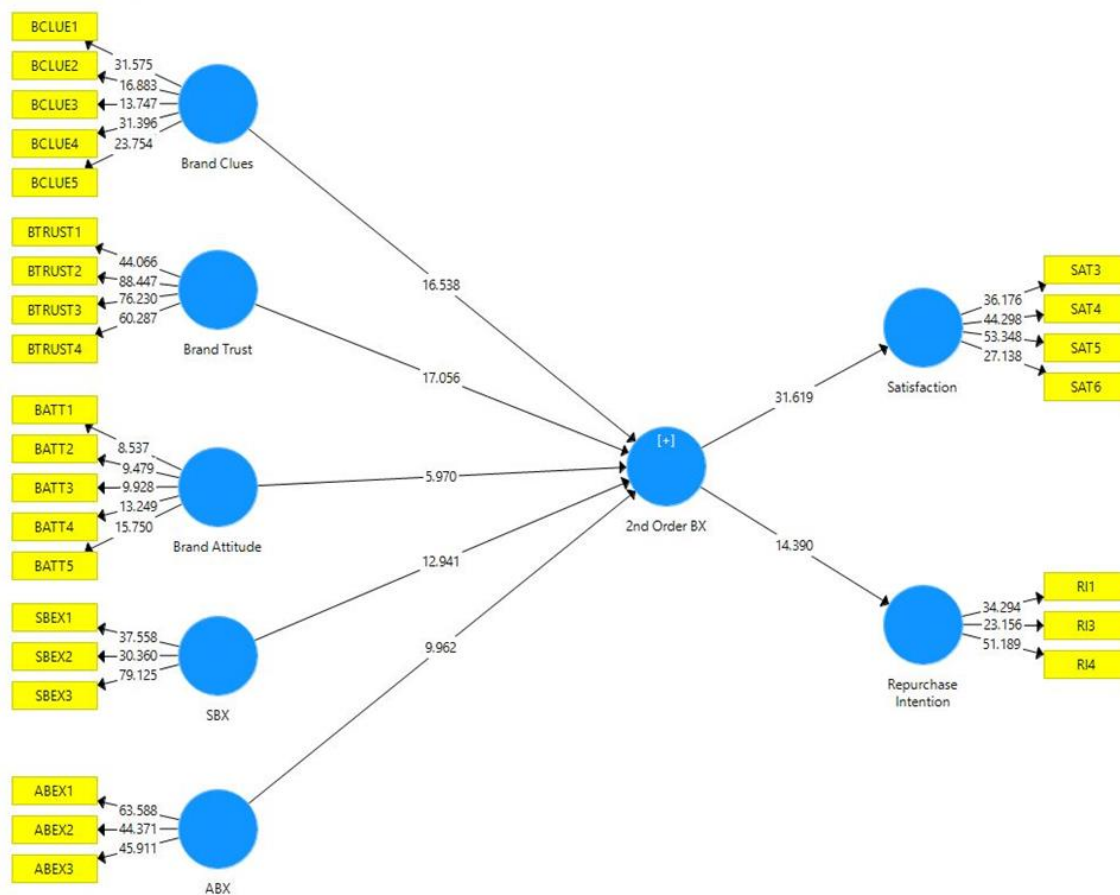 BCLUE1
BCLUE2
BCLUE3
BCLUE4
BCLUE5
31.575
16.883
13.747
31.396
23.754
Brand Clues
BTRUST1
BTRUST2
BTRUST3
BTRUST4
44.066
88.447
76.230
60.287
Brand Trust
BATT1
BATT2
BATT3
BATT4
BATT5
8.537
9.479
9.928
13.249
15.750
Brand Attitude
SBEX1
SBEX2
SBEX3
37.558
30.360
79.125
SBX
ABEX1
ABEX2
ABEX3
63.588
44.371
45.911
ABX
16.538
17.056
5.970
12.941
9.962
[+]
2nd Order BX
31.619
14.390
Satisfaction
36.176
44.298
53.348
27.138
SAT3
SAT4
SAT5
SAT6
Repurchase
Intention
34.294
23.156
51.189
RI1
RI3
RI4